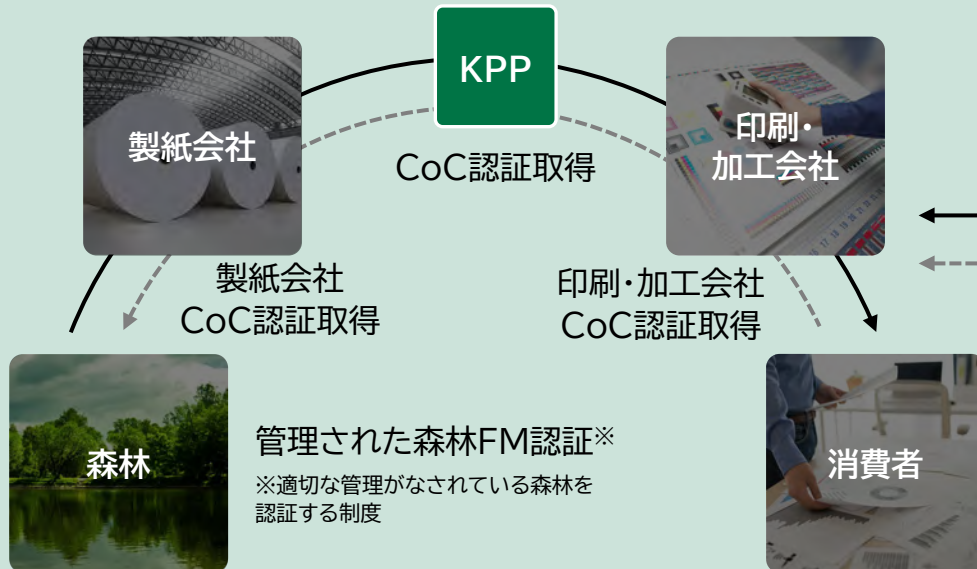 KPP
CoC認証取得
製紙会社
印刷・
加工会社
製紙会社
CoC認証取得
印刷・加工会社
CoC認証取得
森林
管理された森林FM認証※
※適切な管理がなされている森林を
認証する制度
消費者